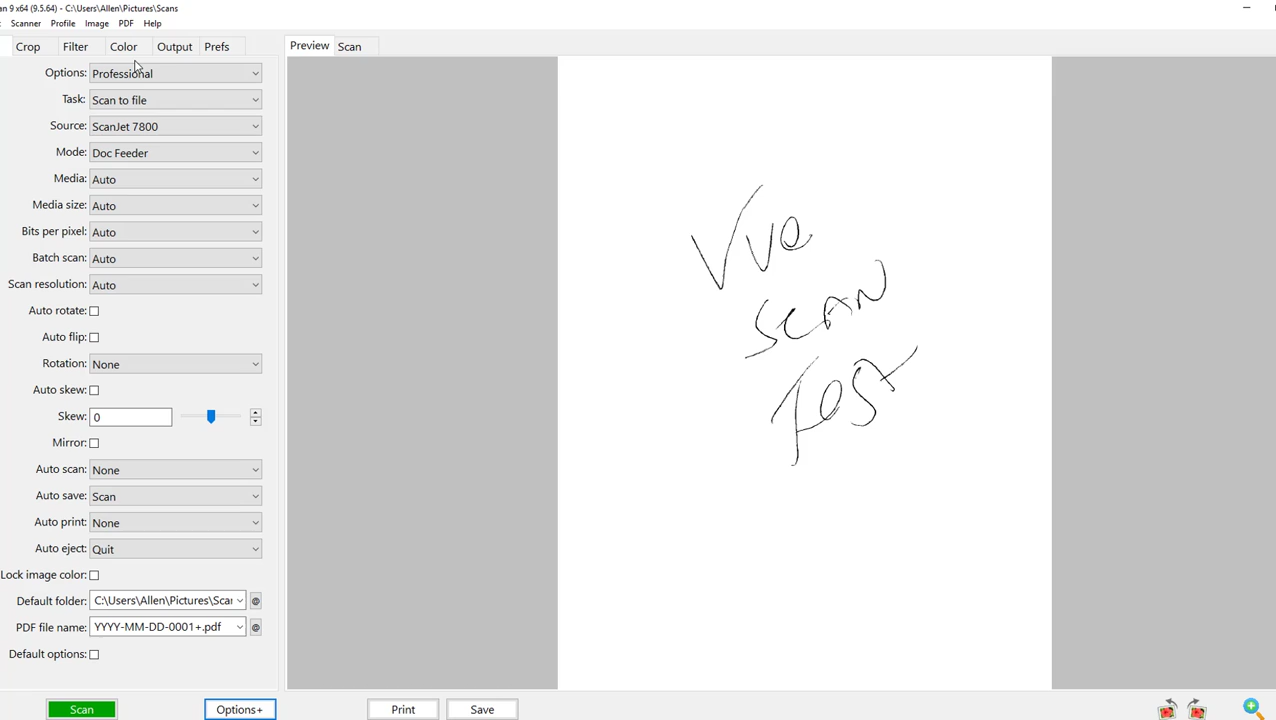 an 9 x64 (9.5.64) - C:\Users\Allen\Pictures\Scans
Scanner Profile Image PDF Help
Crop Filter Color Output Prefs
Preview Scan
Options: Professional
Task: Scan to file
Source: ScanJet 7800
Mode: Doc Feeder
Media: Auto
Media size: Auto
Bits per pixel: Auto
Batch scan: Auto
Scan resolution: Auto
Auto rotate:
Auto flip:
Rotation: None
Auto skew:
Skew: 0
Mirror:
Auto scan: None
Auto save: Scan
Auto print: None
Auto eject: Quit
Lock image color:
Default folder: C:\Users\Allen\Pictures\Scar @
PDF file name: YYYY-MM-DD-0001+.pdf @
Default options:
Scan Options+ Print Save
Vue
SCAN
Test